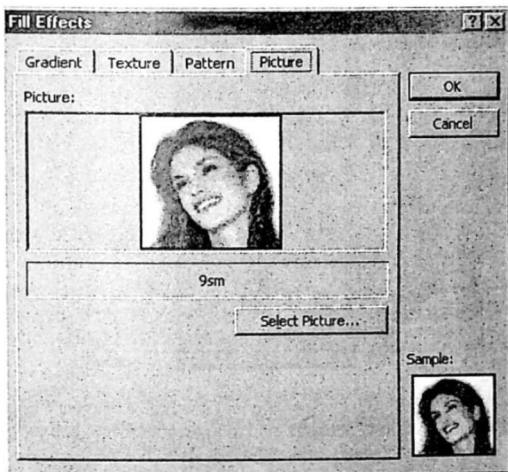 Fill Effects
Gradient
Texture
Pattern
Picture
OK
Cancel
Picture:
9sm
Select Picture...
Sample: